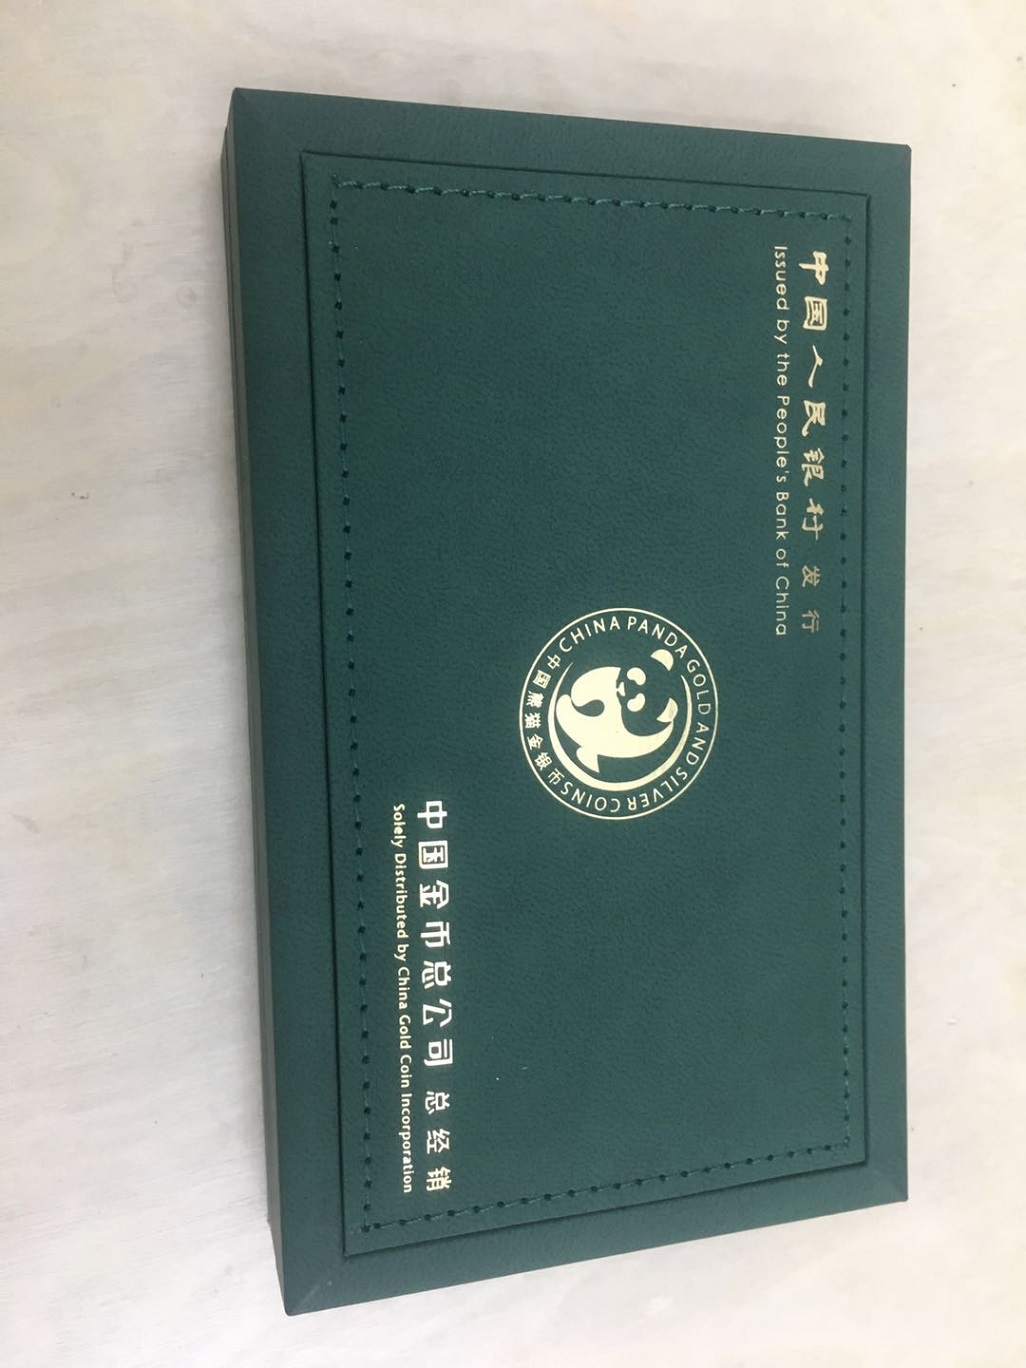 中国人民银行 发行
Issued by the People's Bank of China
CHINA PANDA GOLD AND SILVER COINS
中国熊猫金银币
中国金币总公司 总经销
Solely Distributed by China Gold Coin Incorporation